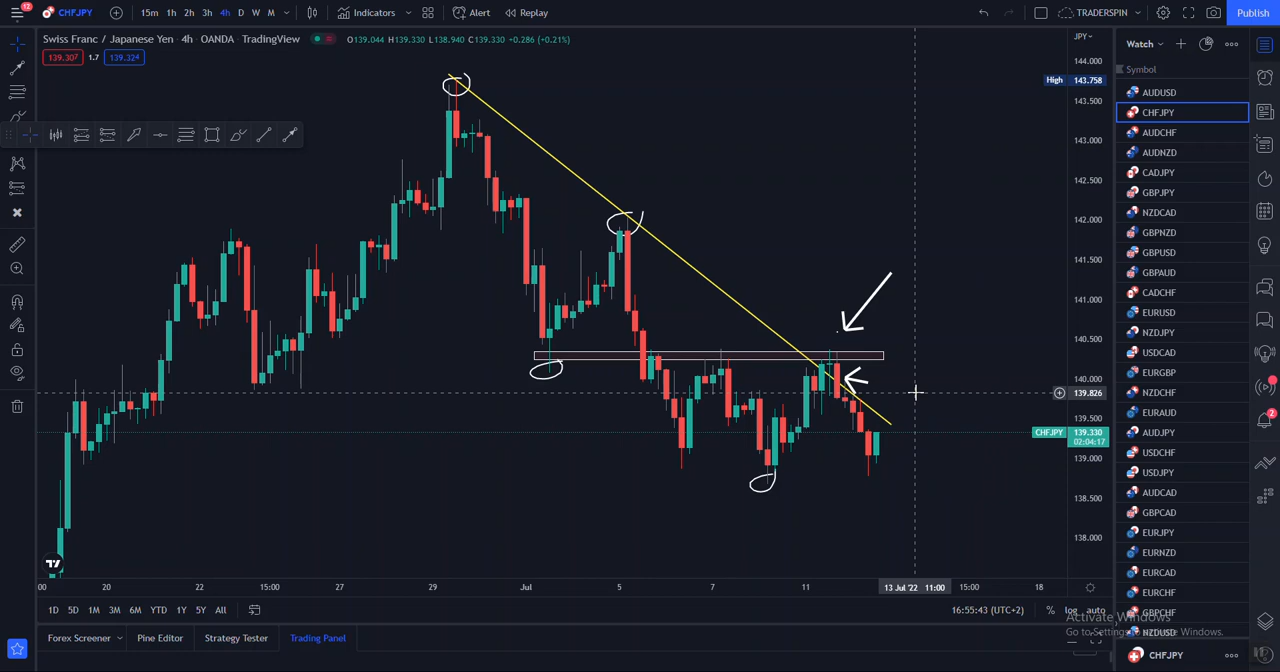 12
CHFJPY 15m 1h 2h 3h 4h D W M Indicators Alert Replay TRADERSPIN Publish
Swiss Franc / Japanese Yen · 4h · OANDA · TradingView O139.044 H139.330 L138.940 C139.330 +0.286 (+0.21%)
139.307 1.7 139.324
JPY
144.000
High 143.758
143.500
143.000
142.500
142.000
141.500
141.000
140.500
140.000
139.826
139.500
CHFJPY 139.330
02:04:17
139.000
138.500
138.000
:00 20 22 15:00 27 29 Jul 5 7 11 13 Jul '22 11:00 15:00 18
1D 5D 1M 3M 6M YTD 1Y 5Y All 16:55:43 (UTC+2) % log auto
Forex Screener Pine Editor Strategy Tester Trading Panel
Watch
Symbol
AUDUSD
CHFJPY
AUDCHF
AUDNZD
CADJPY
GBPJPY
NZDCAD
GBPNZD
GBPUSD
GBPAUD
CADCHF
EURUSD
NZDJPY
USDCAD
EURGBP
NZDCHF
EURAUD
AUDJPY
USDCHF
USDJPY
AUDCAD
GBPCAD
EURJPY
EURNZD
EURCAD
EURCHF
GBPCHF
NZDUSD
CHFJPY
2
Activate Windows
Go to Settings to activate Windows.